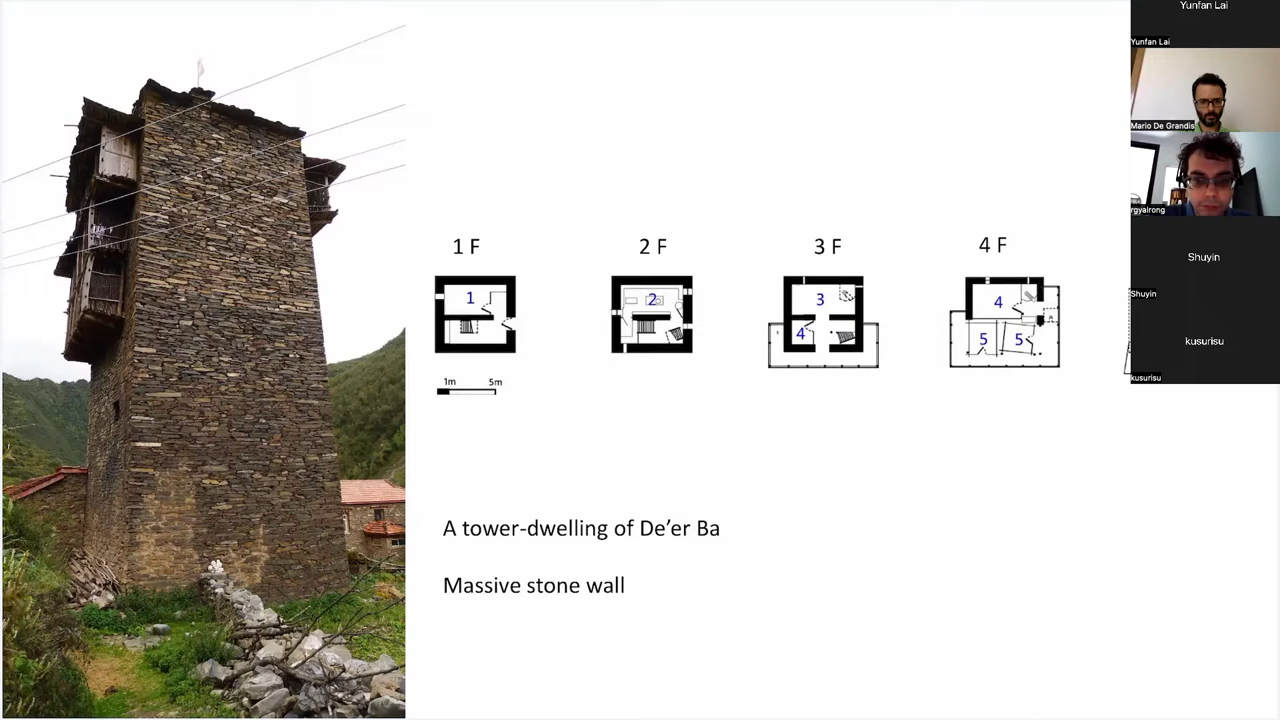 1 F
2 F
3 F
4 F
1
2
3
4
4
5
5
1m
5m
A tower-dwelling of De’er Ba
Massive stone wall
Yunfan Lai
Yunfan Lai
Mario De Grandis
rgyalrong
Shuyin
Shuyin
kusurisu
kusurisu